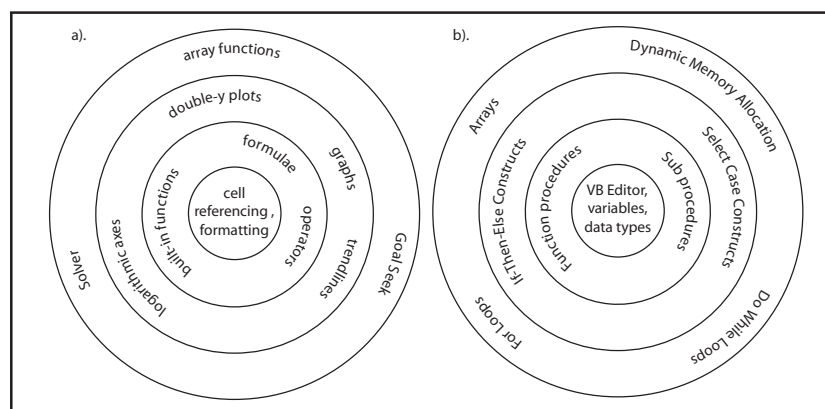 a).
array functions
double-y plots
formulae
graphs
built-in functions
cell
referencing ,
formatting
operators
trendlines
logarithmic axes
Solver
Goal Seek
b).
Dynamic Memory Allocation
Arrays
Select Case Constructs
If-Then-Else Constructs
Function procedures
Sub procedures
VB Editor,
variables,
data types
For Loops
Do While Loops